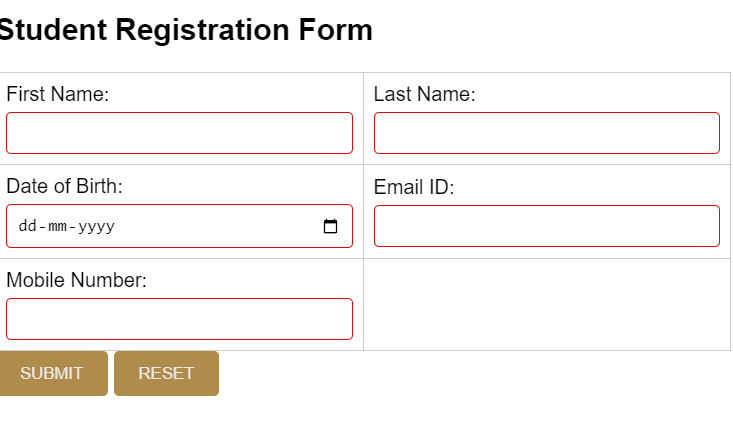 Student Registration Form
First Name: Last Name:
Date of Birth: Email ID:
dd-mm-yyyy
Mobile Number:
SUBMIT RESET